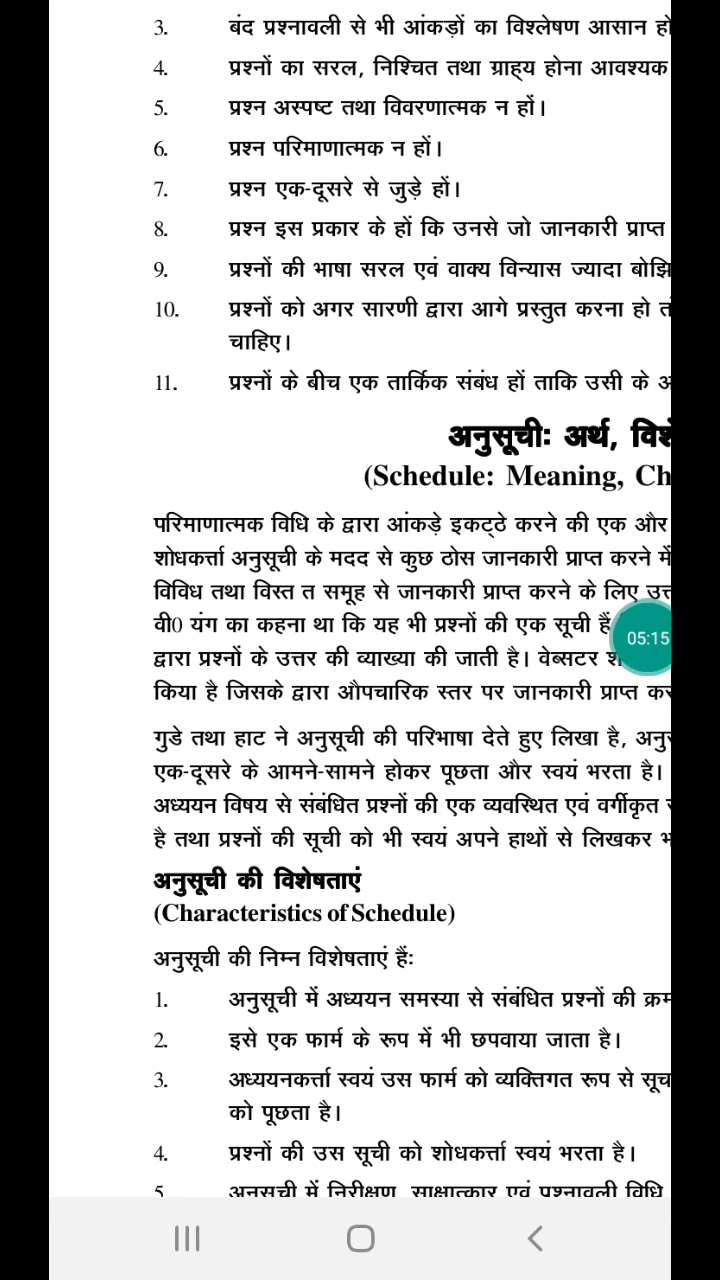 3. बंद प्रश्नावली से भी आंकड़ों का विश्लेषण आसान हो
4. प्रश्नों का सरल, निश्चित तथा ग्राह्य होना आवश्यक
5. प्रश्न अस्पष्ट तथा विवरणात्मक न हों।
6. प्रश्न परिमाणात्मक न हों।
7. प्रश्न एक-दूसरे से जुड़े हों।
8. प्रश्न इस प्रकार के हों कि उनसे जो जानकारी प्राप्त
9. प्रश्नों की भाषा सरल एवं वाक्य विन्यास ज्यादा
10. प्रश्नों को अगर सारणी द्वारा आगे प्रस्तुत करना हो
चाहिए।
11. प्रश्नों के बीच एक तार्किक संबंध हों ताकि उसी के
अनुसूचीः अर्थ,
(Schedule: Meaning, Ch
परिमाणात्मक विधि के द्वारा आंकड़े इकट्ठे करने की एक और
शोधकर्त्ता अनुसूची के मदद से कुछ ठोस जानकारी प्राप्त करने में
विविध तथा विस्त त समूह से जानकारी प्राप्त करने के लिए
वी0 यंग का कहना था कि यह भी प्रश्नों की एक सूची हैं
05:15
द्वारा प्रश्नों के उत्तर की व्याख्या की जाती है। वेब्सटर
किया है जिसके द्वारा औपचारिक स्तर पर जानकारी प्राप्त
गुडे तथा हाट ने अनुसूची की परिभाषा देते हुए लिखा है,
एक-दूसरे के आमने-सामने होकर पूछता और स्वयं भरता है।
अध्ययन विषय से संबंधित प्रश्नों की एक व्यवस्थित एवं वर्गीकृत
है तथा प्रश्नों की सूची को भी स्वयं अपने हाथों से लिखकर
अनुसूची की विशेषताएं
(Characteristics of Schedule)
अनुसूची की निम्न विशेषताएं हैंः
1. अनुसूची में अध्ययन समस्या से संबंधित प्रश्नों की क्रम
2. इसे एक फार्म के रूप में भी छपवाया जाता है।
3. अध्ययनकर्त्ता स्वयं उस फार्म को व्यक्तिगत रूप से सूच
को पूछता है।
4. प्रश्नों की उस सूची को शोधकर्त्ता स्वयं भरता है।
5 अनुसूची में निरीक्षण, साक्षात्कार एवं प्रश्नावली विधि